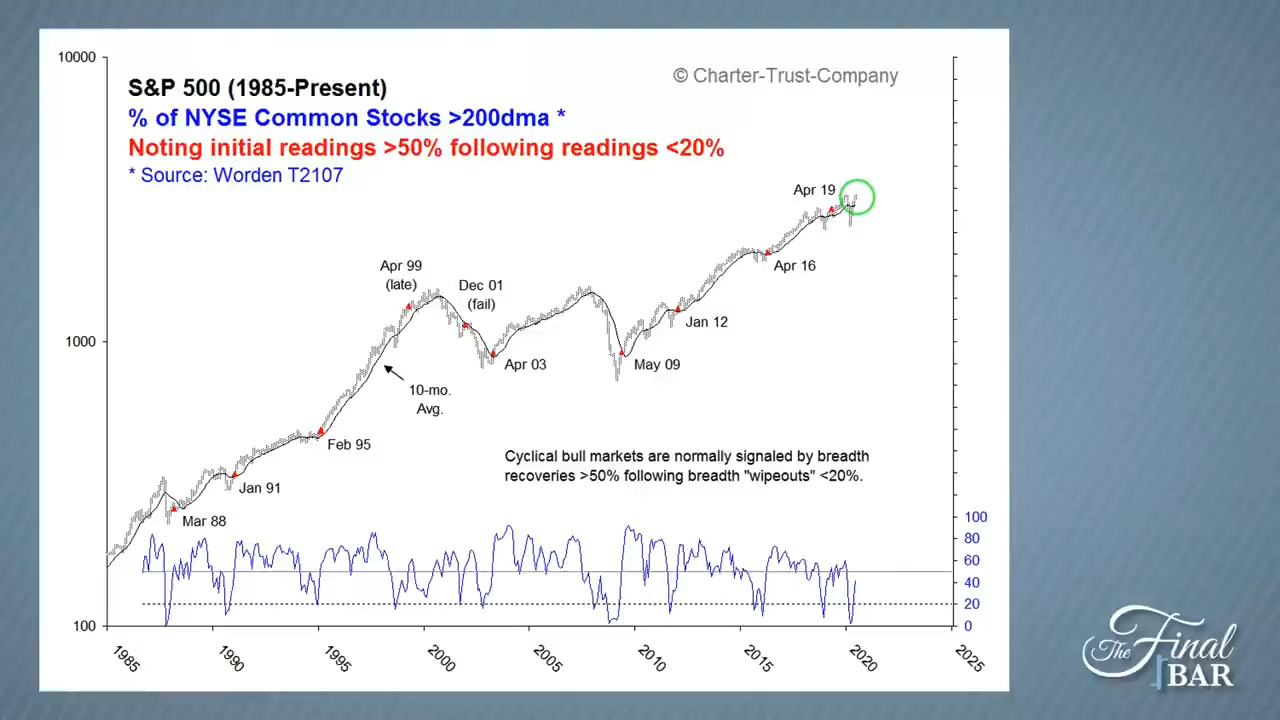 10000
S&P 500 (1985-Present)
© Charter-Trust-Company
% of NYSE Common Stocks >200dma *
Noting initial readings >50% following readings <20%
* Source: Worden T2107
Apr 19
Apr 99
(late)
Dec 01
(fail)
Apr 16
1000
Jan 12
Apr 03
May 09
10-mo.
Avg.
Feb 95
Cyclical bull markets are normally signaled by breadth
recoveries >50% following breadth "wipeouts" <20%.
Jan 91
Mar 88
100
80
60
40
20
0
100
1985
1990
1995
2000
2005
2010
2015
2020
2025
The Final
BAR